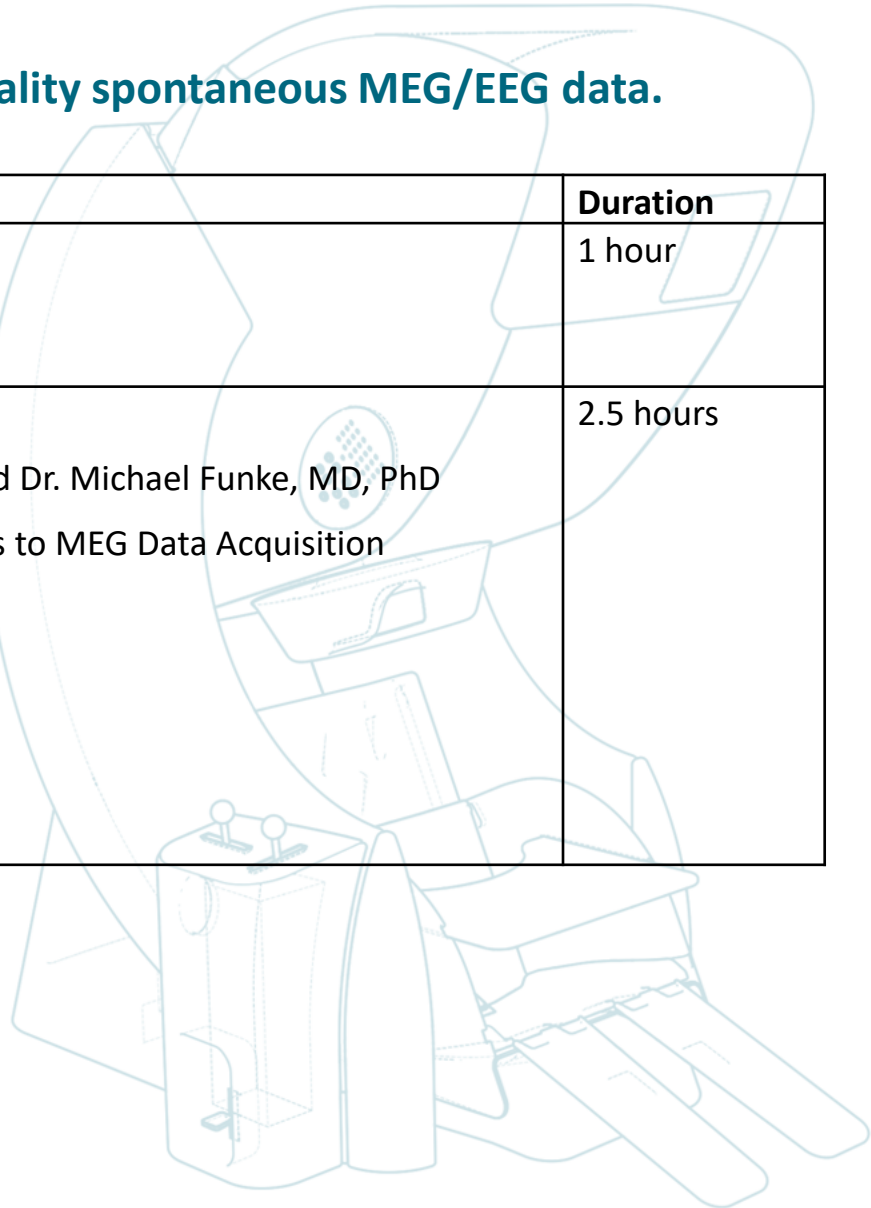 ality spontaneous MEG/EEG data.
Duration
1 hour
2.5 hours
d Dr. Michael Funke, MD, PhD
s to MEG Data Acquisition